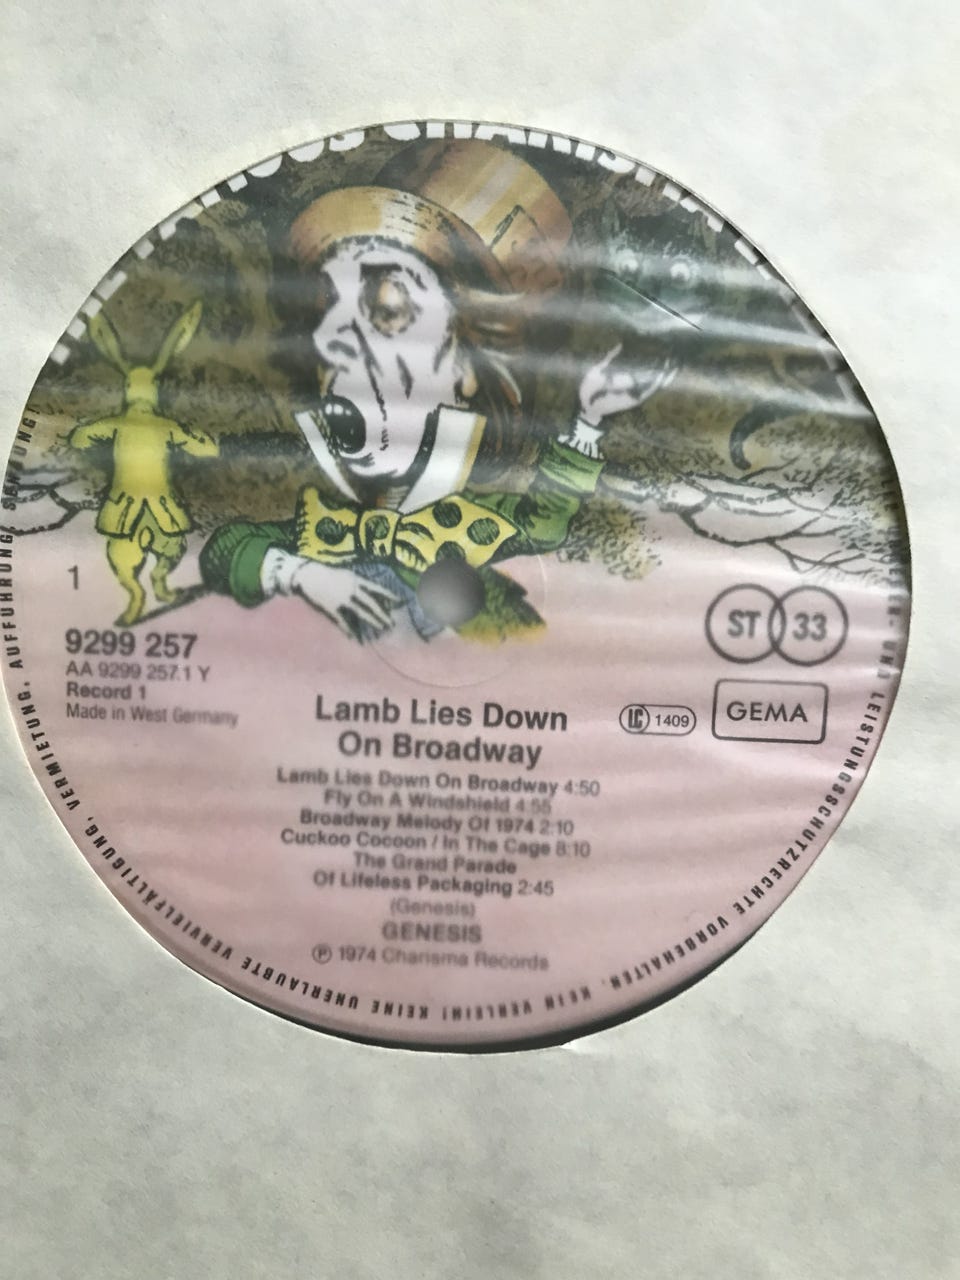 CHARISMA
1
9299 257
AA 9299 257.1 Y
Record 1
Made in West Germany
ST 33
LC 1409
GEMA
Lamb Lies Down
On Broadway
Lamb Lies Down On Broadway 4:50
Fly On A Windshield 4:55
Broadway Melody Of 1974 2:10
Cuckoo Cocoon / In The Cage 8:10
The Grand Parade
Of Lifeless Packaging 2:45
(Genesis)
GENESIS
℗ 1974 Charisma Records
UND LEISTUNGSSCHUTZRECHTE VORBEHALTEN. KEIN VERLEIH! KEINE UNERLAUBTE VERVIELFÄLTIGUNG, VERMIETUNG, AUFFÜHRUNG, SENDUNG!